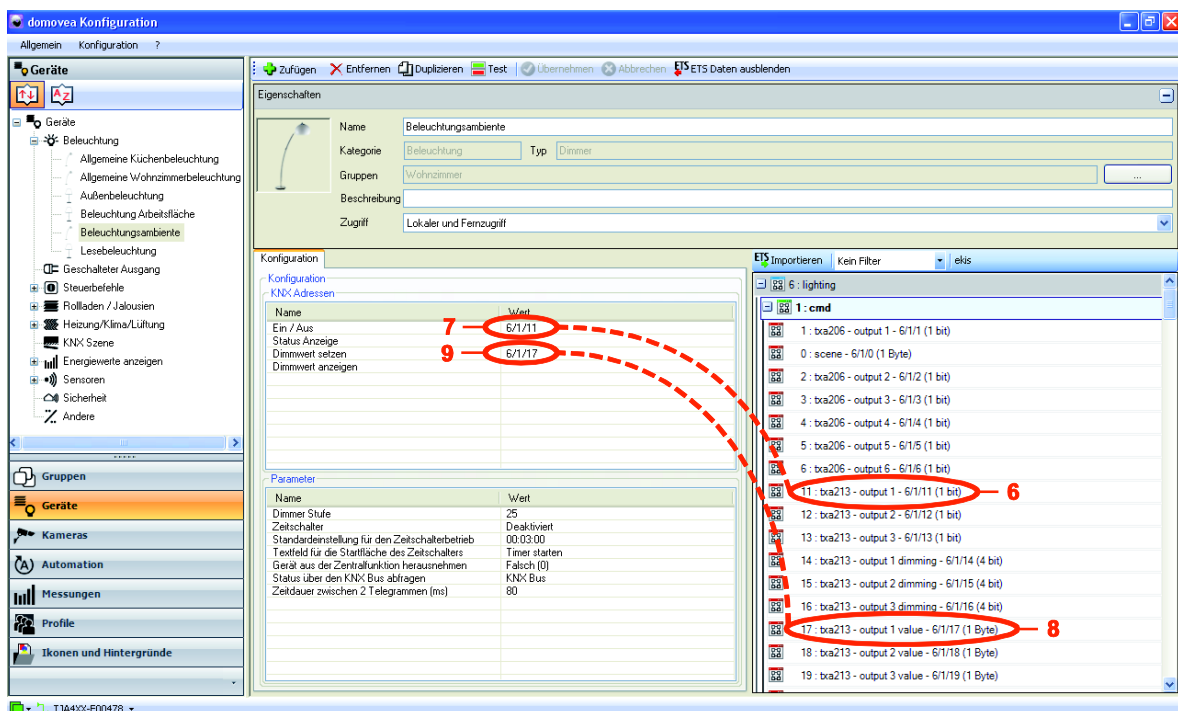 domovea Konfiguration
Allgemein Konfiguration ?
Geräte
Zufügen Entfernen Duplizieren Test Übernehmen Abbrechen ETS ETS Daten ausblenden
A Z
Geräte
Beleuchtung
Allgemeine Küchenbeleuchtung
Allgemeine Wohnzimmerbeleuchtung
Außenbeleuchtung
Beleuchtung Arbeitsfläche
Beleuchtungsambiente
Lesebeleuchtung
Geschalteter Ausgang
Steuerbefehle
Rollladen / Jalousien
Heizung/Klima/Lüftung
KNX Szene
Energiewerte anzeigen
Sensoren
Sicherheit
Andere
Gruppen
Geräte
Kameras
Automation
Messungen
Profile
Ikonen und Hintergründe
Eigenschaften
Name Beleuchtungsambiente
Kategorie Beleuchtung Typ Dimmer
Gruppen Wohnzimmer ...
Beschreibung
Zugriff Lokaler und Fernzugriff
Konfiguration
Konfiguration
KNX Adressen
Name Wert
Ein / Aus 7 6/1/11
Status Anzeige
Dimmwert setzen 9 6/1/17
Dimmwert anzeigen
Parameter
Name Wert
Dimmer Stufe 25
Zeitschalter Deaktiviert
Standardeinstellung für den Zeitschalterbetrieb 00:03:00
Textfeld für die Startfläche des Zeitschalters Timer starten
Gerät aus der Zentralfunktion herausnehmen Falsch (0)
Status über den KNX Bus abfragen KNX Bus
Zeitdauer zwischen 2 Telegrammen (ms) 80
ETS Importieren Kein Filter ekis
6 : lighting
1 : cmd
1 : txa206 - output 1 - 6/1/1 (1 bit)
0 : scene - 6/1/0 (1 Byte)
2 : txa206 - output 2 - 6/1/2 (1 bit)
3 : txa206 - output 3 - 6/1/3 (1 bit)
4 : txa206 - output 4 - 6/1/4 (1 bit)
5 : txa206 - output 5 - 6/1/5 (1 bit)
6 : txa206 - output 6 - 6/1/6 (1 bit)
11 : txa213 - output 1 - 6/1/11 (1 bit) 6
12 : txa213 - output 2 - 6/1/12 (1 bit)
13 : txa213 - output 3 - 6/1/13 (1 bit)
14 : txa213 - output 1 dimming - 6/1/14 (4 bit)
15 : txa213 - output 2 dimming - 6/1/15 (4 bit)
16 : txa213 - output 3 dimming - 6/1/16 (4 bit)
17 : txa213 - output 1 value - 6/1/17 (1 Byte) 8
18 : txa213 - output 2 value - 6/1/18 (1 Byte)
19 : txa213 - output 3 value - 6/1/19 (1 Byte)
TJA4XX-E00478